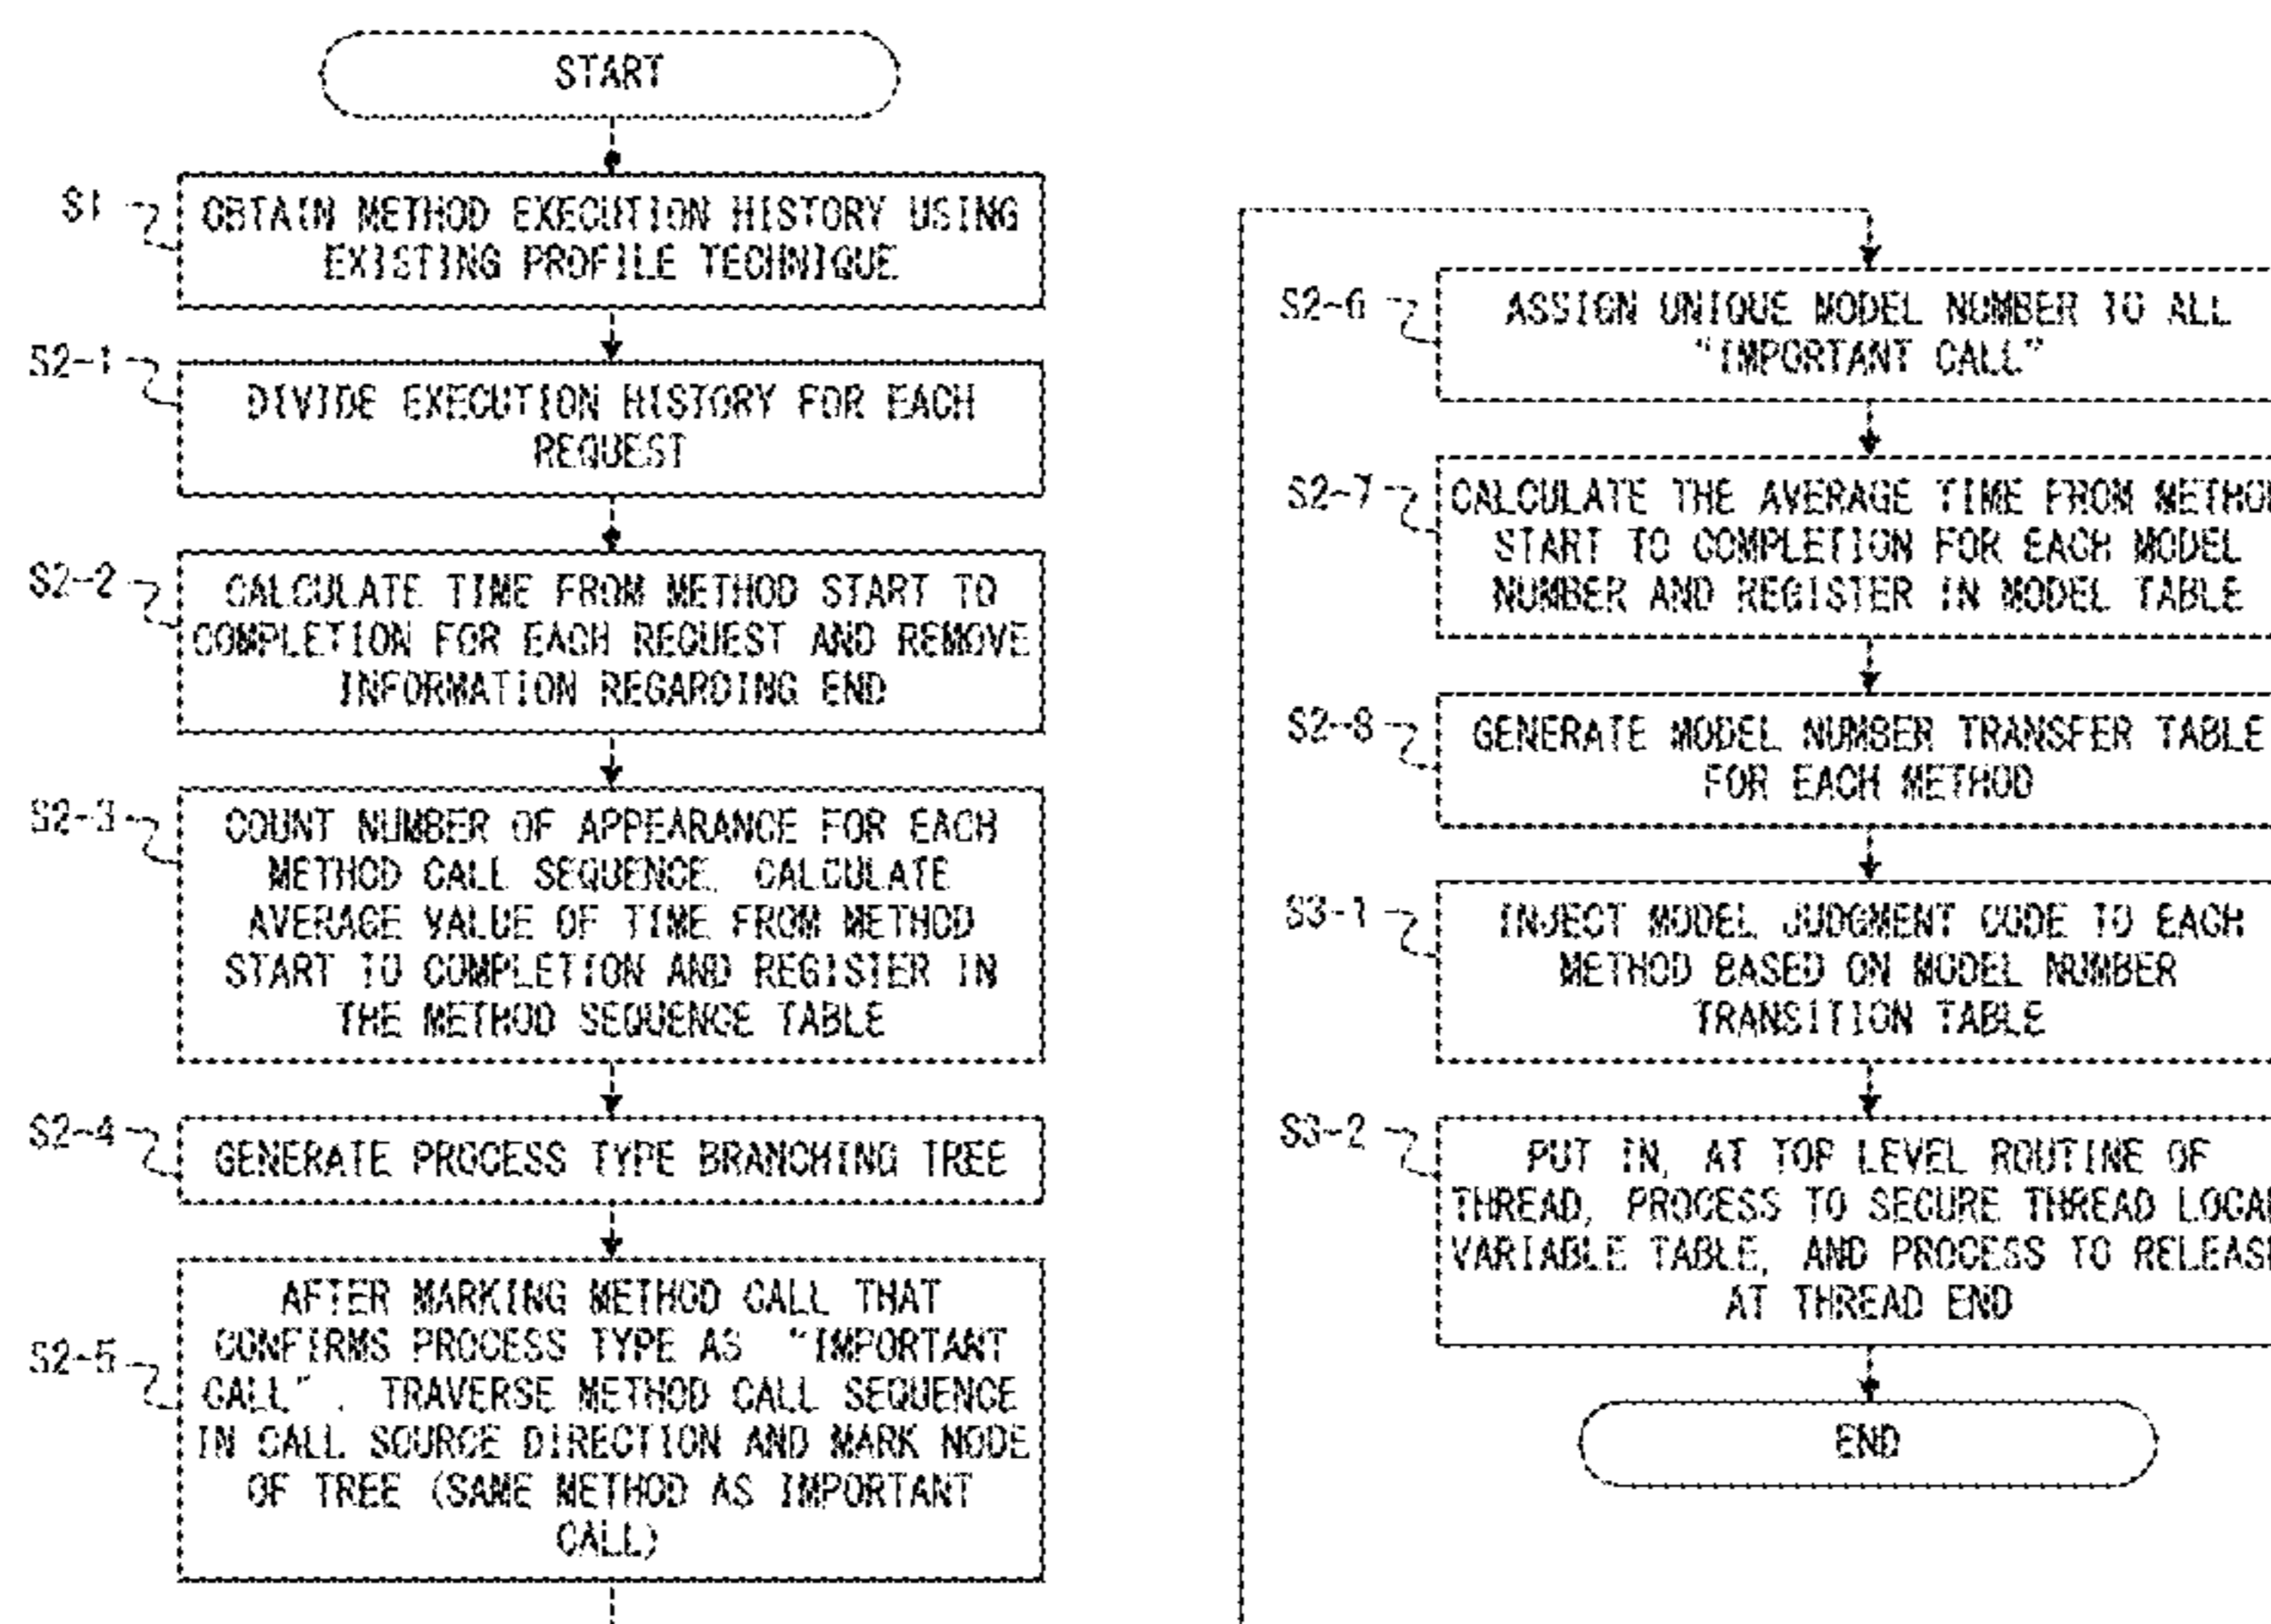 START
S1
OBTAIN METHOD EXECUTION HISTORY USING
EXISTING PROFILE TECHNIQUE
S2-1
DIVIDE EXECUTION HISTORY FOR EACH
REQUEST
S2-2
CALCULATE TIME FROM METHOD START TO
COMPLETION FOR EACH REQUEST AND REMOVE
INFORMATION REGARDING END
S2-3
COUNT NUMBER OF APPEARANCE FOR EACH
METHOD CALL SEQUENCE, CALCULATE
AVERAGE VALUE OF TIME FROM METHOD
START TO COMPLETION AND REGISTER IN
THE METHOD SEQUENCE TABLE
S2-4
GENERATE PROCESS TYPE BRANCHING TREE
S2-5
AFTER MARKING METHOD CALL THAT
CONFIRMS PROCESS TYPE AS "IMPORTANT
CALL", TRAVERSE METHOD CALL SEQUENCE
IN CALL SOURCE DIRECTION AND MARK NODE
OF TREE (SAME METHOD AS IMPORTANT
CALL)
S2-6
ASSIGN UNIQUE MODEL NUMBER TO ALL
"IMPORTANT CALL"
S2-7
CALCULATE THE AVERAGE TIME FROM METHOD
START TO COMPLETION FOR EACH MODEL
NUMBER AND REGISTER IN MODEL TABLE
S2-8
GENERATE MODEL NUMBER TRANSFER TABLE
FOR EACH METHOD
S3-1
INJECT MODEL JUDGMENT CODE TO EACH
METHOD BASED ON MODEL NUMBER
TRANSITION TABLE
S3-2
PUT IN, AT TOP LEVEL ROUTINE OF
THREAD, PROCESS TO SECURE THREAD LOCAL
VARIABLE TABLE, AND PROCESS TO RELEASE
AT THREAD END
END